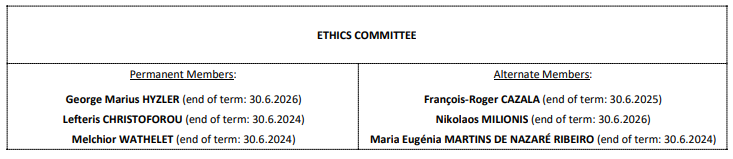 ETHICS COMMITTEE
Permanent Members:
George Marius HYZLER (end of term: 30.6.2026)
Lefteris CHRISTOFOROU (end of term: 30.6.2024)
Melchior WATHELET (end of term: 30.6.2024)
Alternate Members:
François-Roger CAZALA (end of term: 30.6.2025)
Nikolaos MILIONIS (end of term: 30.6.2026)
Maria Eugénia MARTINS DE NAZARÉ RIBEIRO (end of term: 30.6.2024)